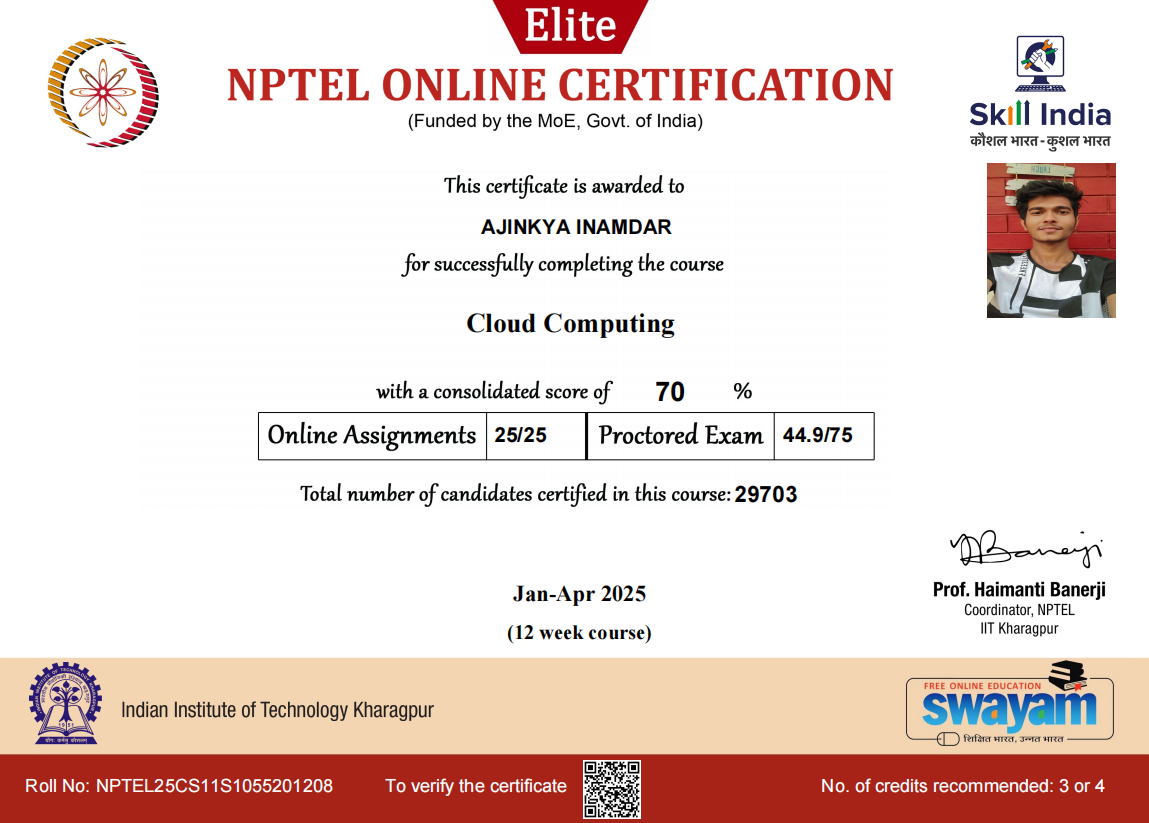 Elite
NPTEL ONLINE CERTIFICATION
(Funded by the MoE, Govt. of India)
Skill India
कौशल भारत - कुशल भारत
This certificate is awarded to
AJINKYA INAMDAR
for successfully completing the course
Cloud Computing
with a consolidated score of 70 %
Online Assignments 25/25 Proctored Exam 44.9/75
Total number of candidates certified in this course: 29703
Prof. Haimanti Banerji
Coordinator, NPTEL
IIT Kharagpur
Jan-Apr 2025
(12 week course)
Indian Institute of Technology Kharagpur
FREE ONLINE EDUCATION
swayam
शिक्षित भारत, उन्नत भारत
Roll No: NPTEL25CS11S1055201208 To verify the certificate No. of credits recommended: 3 or 4